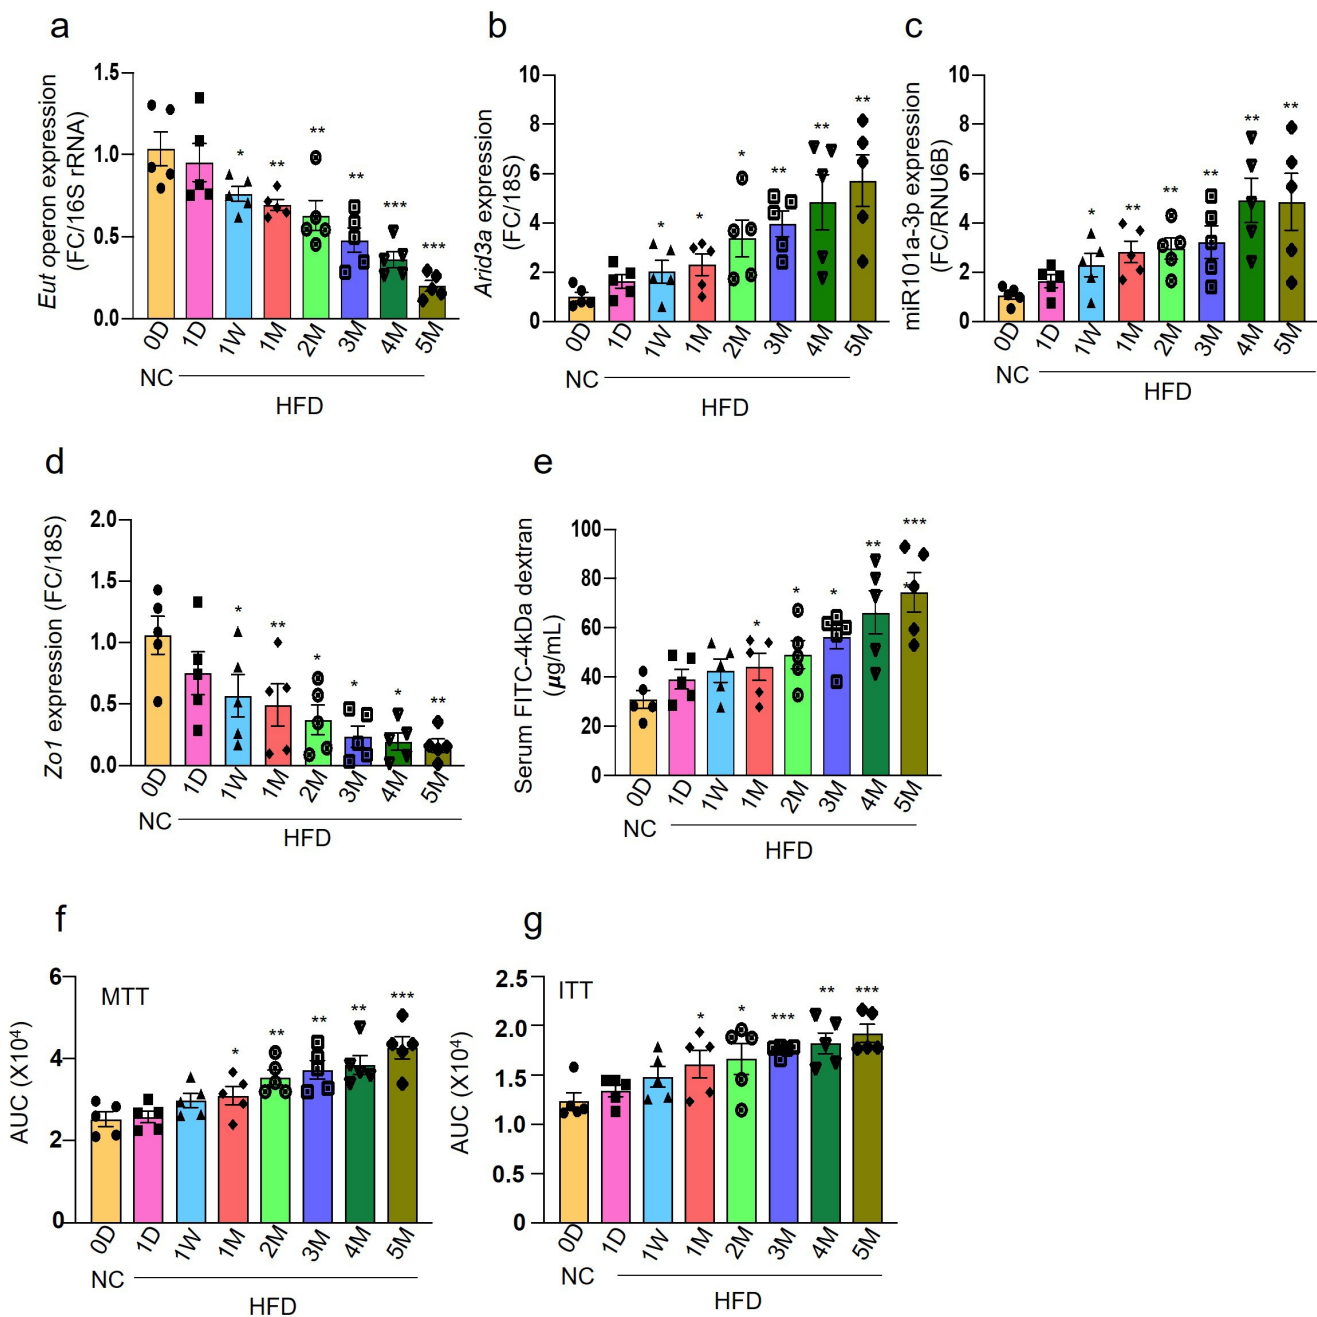 a
Eut operon expression
(FC/16S rRNA)
1.5
1.0
0.5
0.0
*
**
**
**
***
***
0D
1D
1W
1M
2M
3M
4M
5M
NC
HFD
b
Arid3a expression
(FC/18S)
10
8
6
4
2
0
*
*
*
**
**
**
0D
1D
1W
1M
2M
3M
4M
5M
NC
HFD
c
miR101a-3p expression
(FC/RNU6B)
10
8
6
4
2
0
*
**
**
**
**
**
0D
1D
1W
1M
2M
3M
4M
5M
NC
HFD
d
Zo1 expression (FC/18S)
2.0
1.5
1.0
0.5
0.0
*
**
*
*
*
**
0D
1D
1W
1M
2M
3M
4M
5M
NC
HFD
e
Serum FITC-4kDa dextran
(µg/mL)
100
80
60
40
20
0
*
*
*
**
***
*
0D
1D
1W
1M
2M
3M
4M
5M
NC
HFD
f
MTT
AUC (X10⁴)
6
4
2
0
*
**
**
**
***
0D
1D
1W
1M
2M
3M
4M
5M
NC
HFD
g
ITT
AUC (X10⁴)
2.5
2.0
1.5
1.0
0.5
0
*
*
***
**
***
0D
1D
1W
1M
2M
3M
4M
5M
NC
HFD